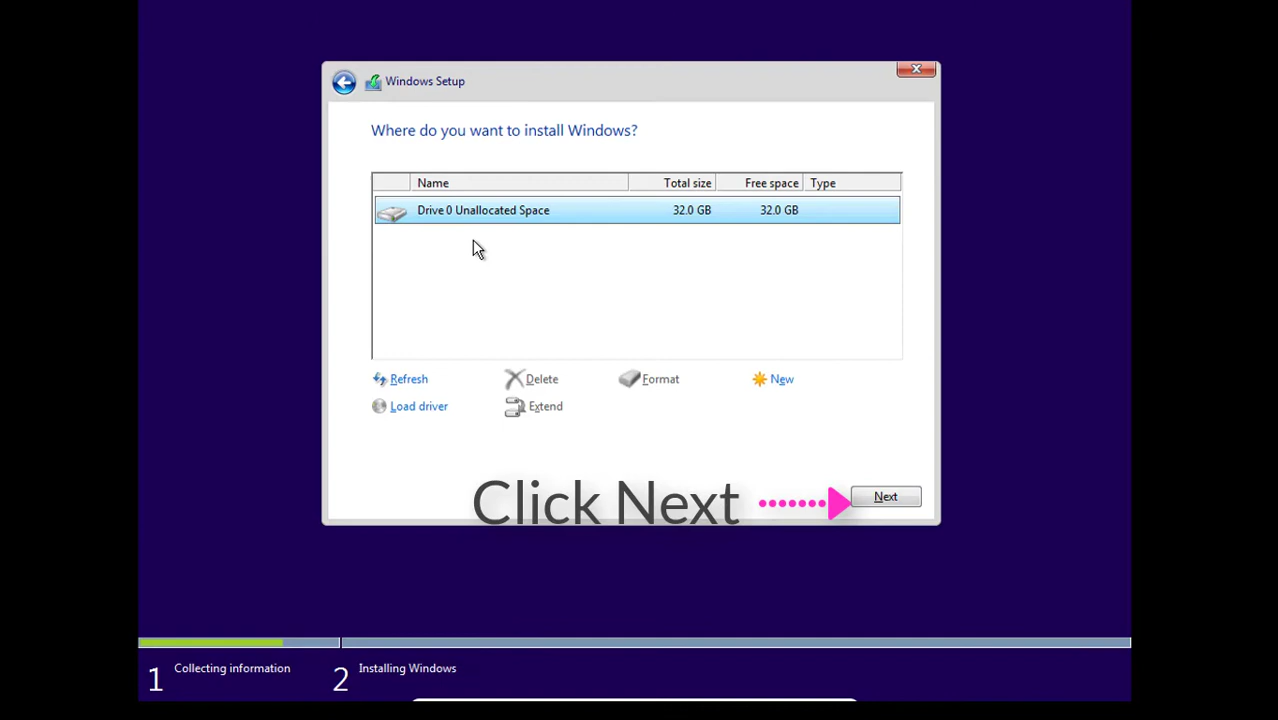 Windows Setup
Where do you want to install Windows?
Name Total size Free space Type
Drive 0 Unallocated Space 32.0 GB 32.0 GB
Refresh Delete Format New
Load driver Extend
Click Next Next
1 Collecting information 2 Installing Windows